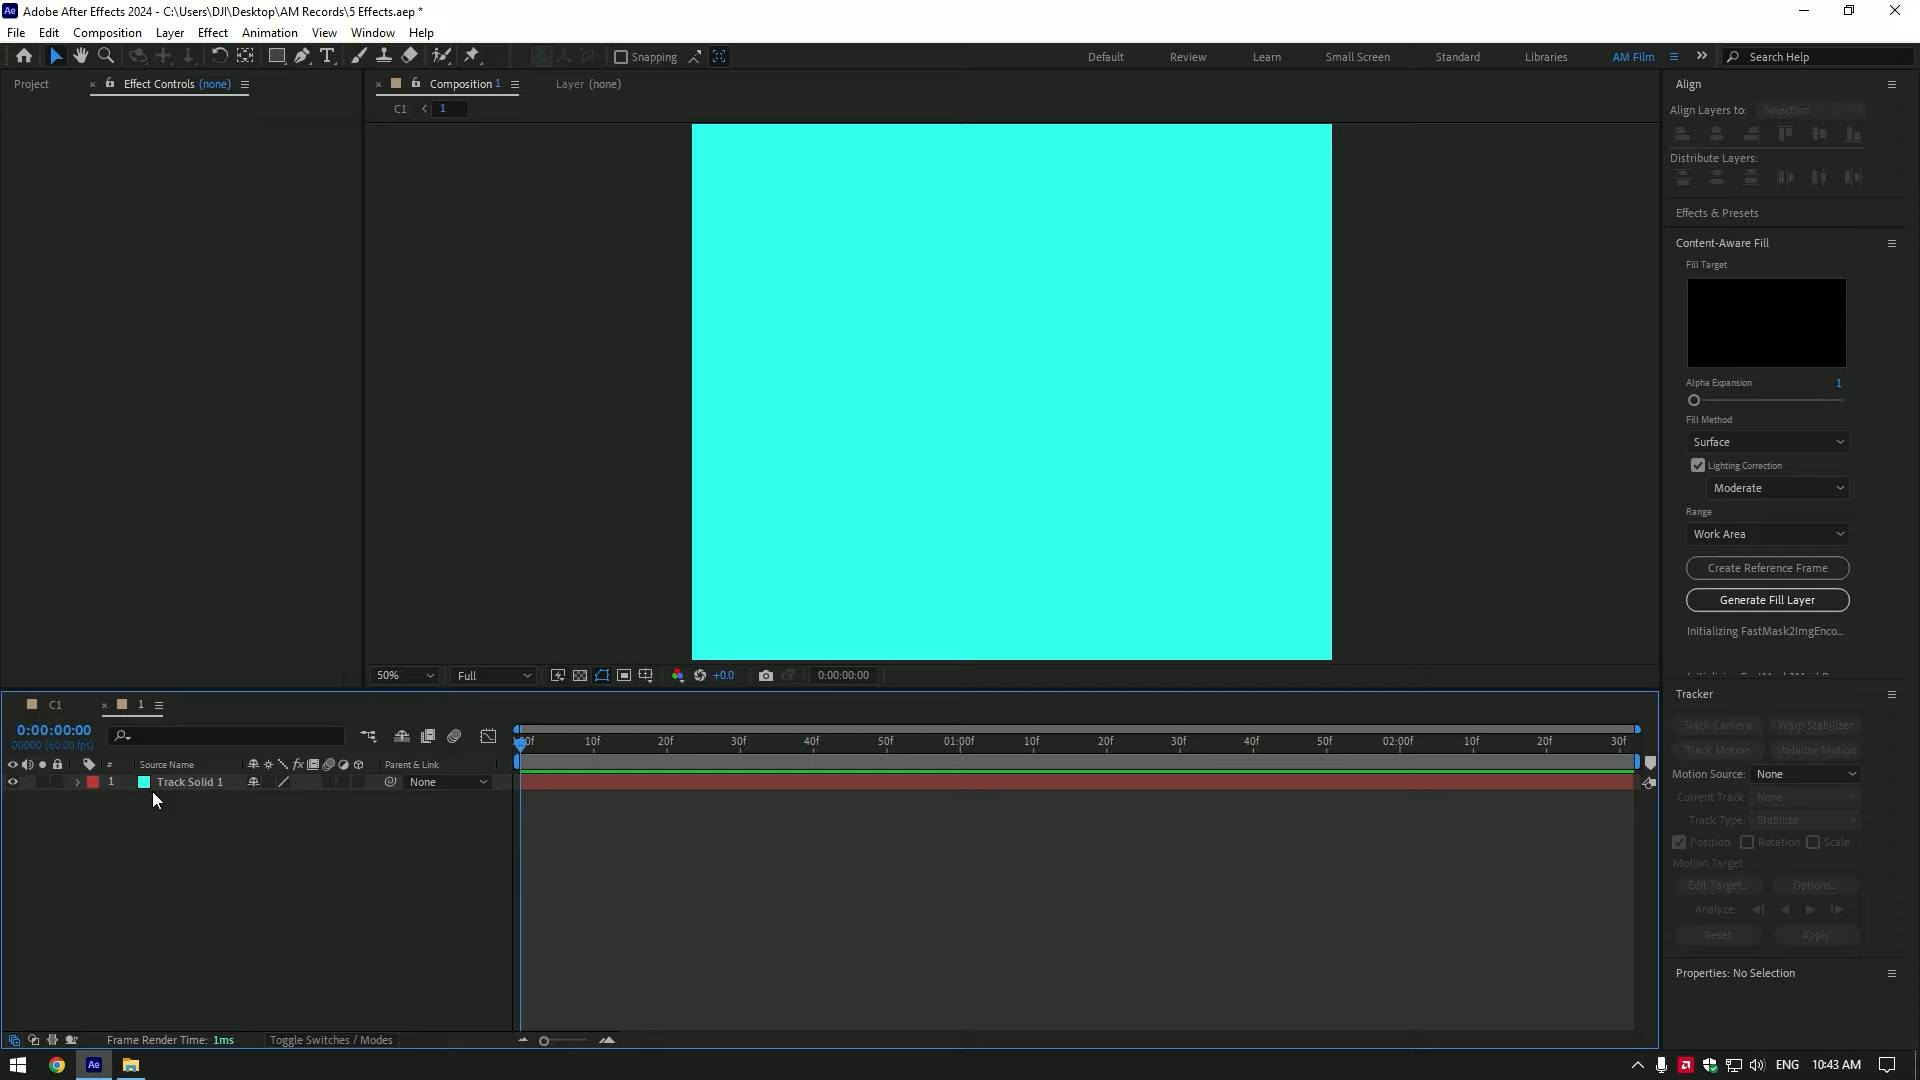 Adobe After Effects 2024 - C:\Users\DJI\Desktop\AM Records\5 Effects.aep *
File Edit Composition Layer Effect Animation View Window Help
Snapping
Default Review Learn Small Screen Standard Libraries AM Film Search Help
Project Effect Controls (none) Composition 1 Layer (none)
C1 1
Align
Align Layers to: Selection
Distribute Layers:
Effects & Presets
Content-Aware Fill
Fill Target
Alpha Expansion 1
Fill Method
Surface
Lighting Correction
Moderate
Range
Work Area
Create Reference Frame
Generate Fill Layer
Initializing FastMask2ImgEnco...
50% Full +0.0 0:00:00:00
Tracker
Track Camera Warp Stabilizer
Track Motion Stabilize Motion
Motion Source: None
Current Track: None
Track Type: Stabilize
Position Rotation Scale
Motion Target
Edit Target... Options...
Analyze:
Reset Apply
Properties: No Selection
C1 1
0:00:00:00
00000 (60.00 fps)
10f 20f 30f 40f 50f 01:00f 10f 20f 30f 40f 50f 02:00f 10f 20f 30f
# Source Name Parent & Link
1 Track Solid 1 None
Frame Render Time: 1ms Toggle Switches / Modes
ENG 10:43 AM